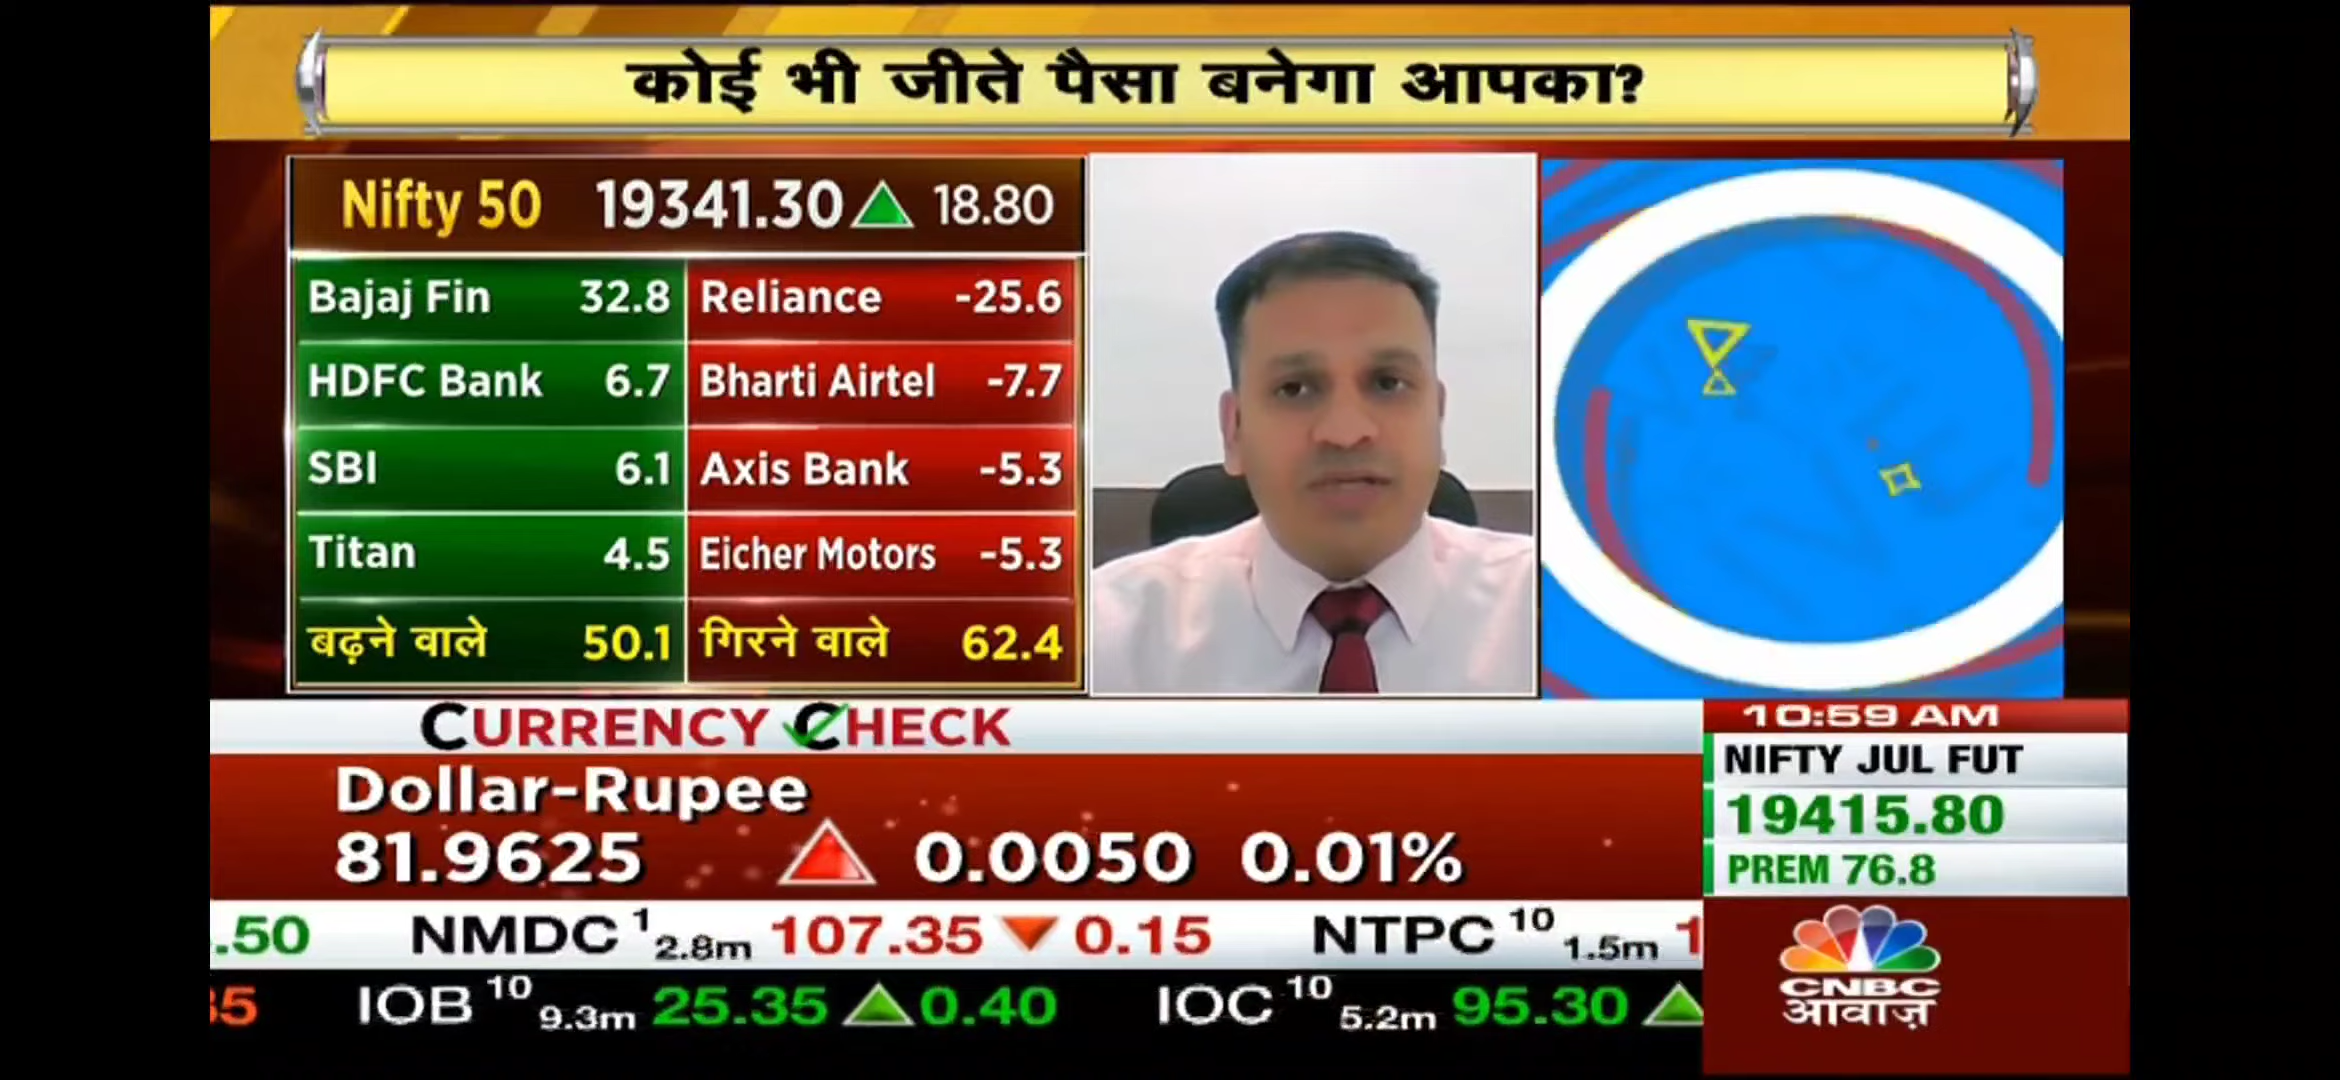 कोई भी जीते पैसा बनेगा आपका?
Nifty 50 19341.30 18.80
Bajaj Fin 32.8 Reliance -25.6
HDFC Bank 6.7 Bharti Airtel -7.7
SBI 6.1 Axis Bank -5.3
Titan 4.5 Eicher Motors -5.3
बढ़ने वाले 50.1 गिरने वाले 62.4
CURRENCY CHECK
Dollar-Rupee
81.9625 0.0050 0.01%
10:59 AM
NIFTY JUL FUT
19415.80
PREM 76.8
.50 NMDC 1 2.8m 107.35 0.15 NTPC 10 1.5m 1
35 IOB 10 9.3m 25.35 0.40 IOC 10 5.2m 95.30
CNBC
आवाज़